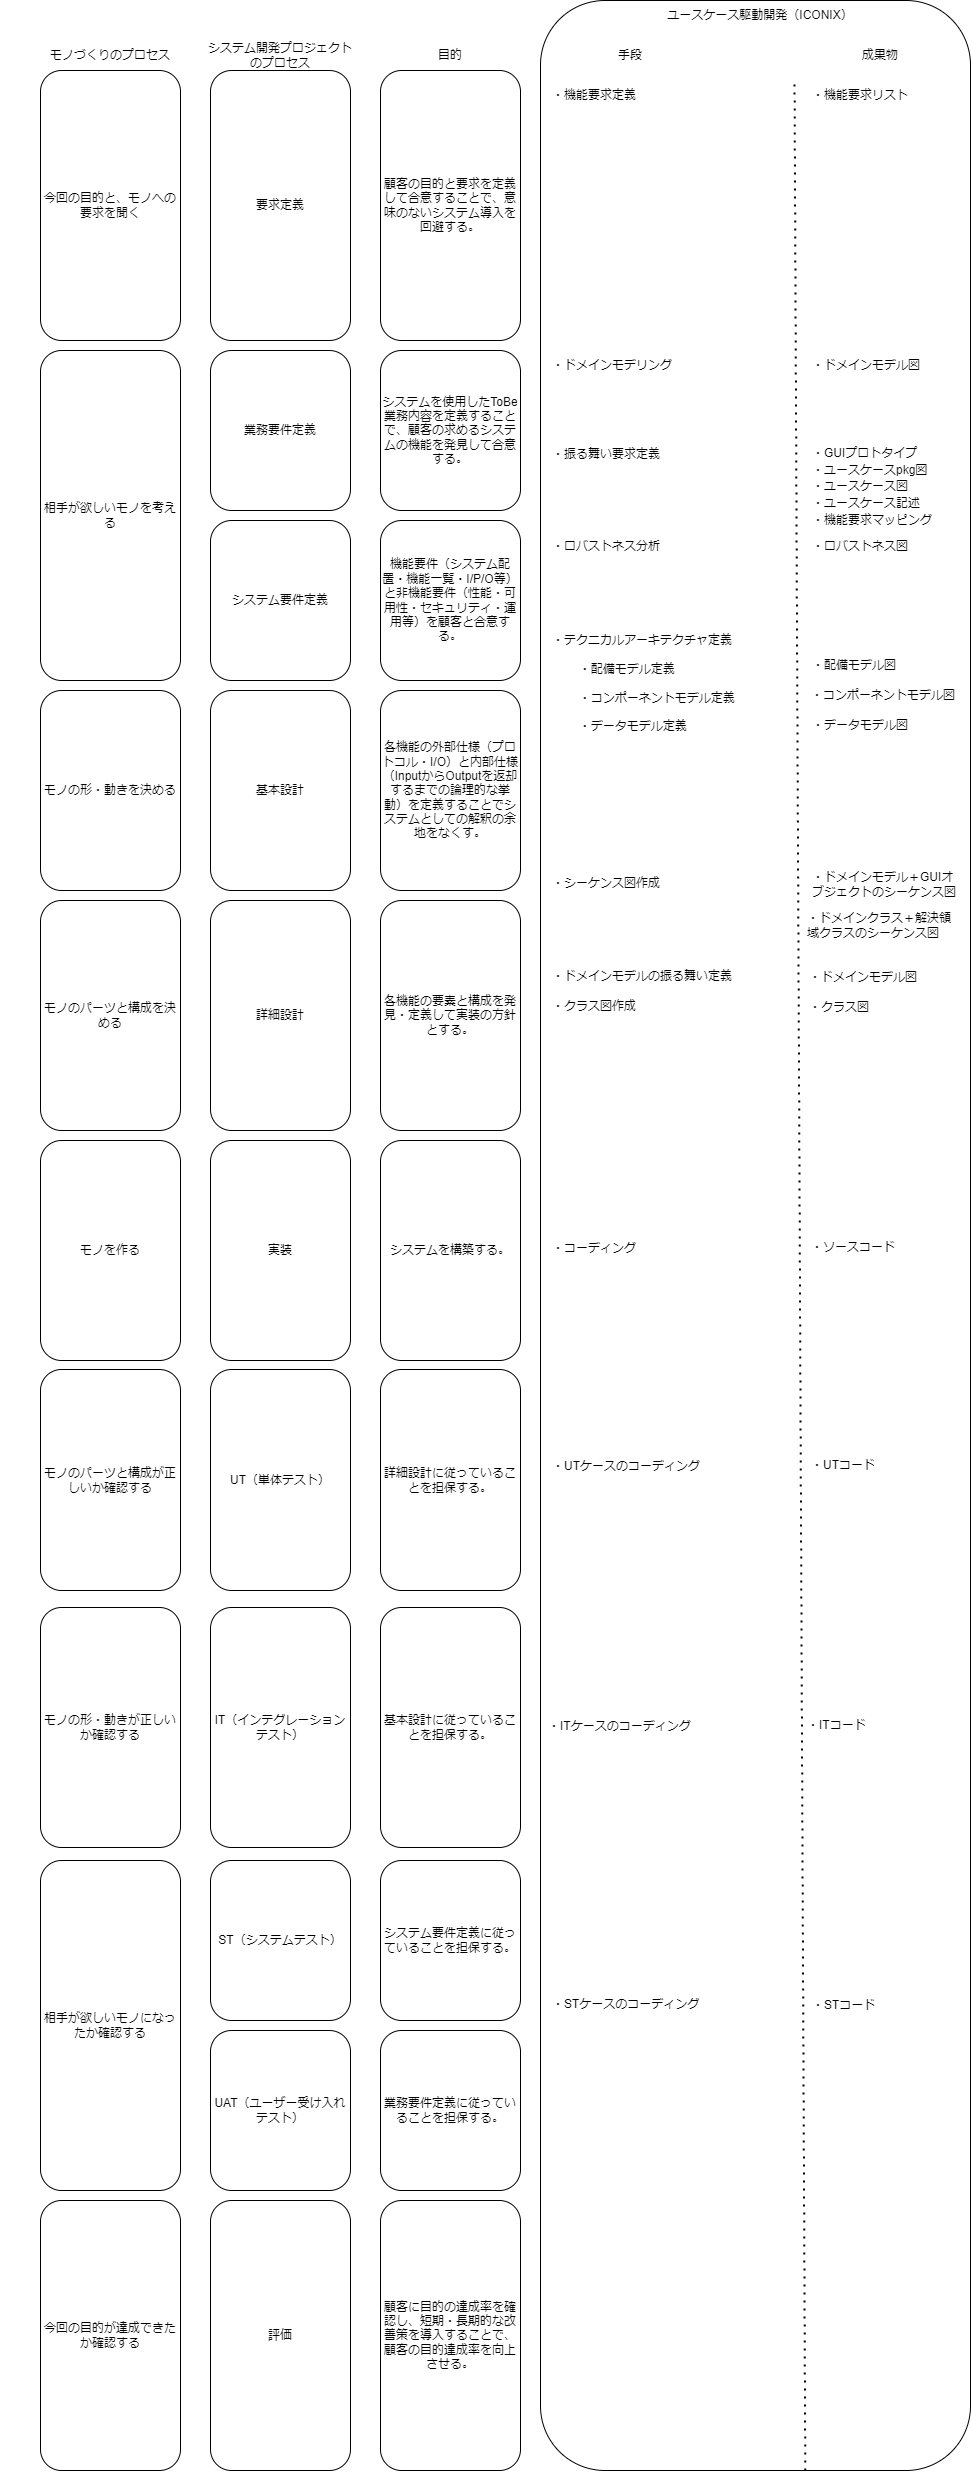 ユースケース駆動開発（ICONIX）
モノづくりのプロセス
システム開発プロジェクト
のプロセス
目的
手段
成果物
今回の目的と、モノへの
要求を聞く
要求定義
顧客の目的と要求を定義
して合意することで、意
味のないシステム導入を
回避する。
・機能要求定義
・機能要求リスト
相手が欲しいモノを考え
る
業務要件定義
システムを使用したToBe
業務内容を定義すること
で、顧客の求めるシステ
ムの機能を発見して合意
する。
・ドメインモデリング
・ドメインモデル図
・振る舞い要求定義
・GUIプロトタイプ
・ユースケースpkg図
・ユースケース図
・ユースケース記述
・機能要求マッピング
システム要件定義
機能要件（システム配
置・機能一覧・I/P/O等）
と非機能要件（性能・可
用性・セキュリティ・運
用等）を顧客と合意す
る。
・ロバストネス分析
・ロバストネス図
・テクニカルアーキテクチャ定義
・配備モデル定義
・配備モデル図
・コンポーネントモデル定義
・コンポーネントモデル図
・データモデル定義
・データモデル図
モノの形・動きを決める
基本設計
各機能の外部仕様（プロ
トコル・I/O）と内部仕様
（InputからOutputを返却
するまでの論理的な挙
動）を定義することでシ
ステムとしての解釈の余
地をなくす。
・シーケンス図作成
・ドメインモデル＋GUIオ
ブジェクトのシーケンス図
・ドメインクラス＋解決領
域クラスのシーケンス図
モノのパーツと構成を決
める
詳細設計
各機能の要素と構成を発
見・定義して実装の方針
とする。
・ドメインモデルの振る舞い定義
・ドメインモデル図
・クラス図作成
・クラス図
モノを作る
実装
システムを構築する。
・コーディング
・ソースコード
モノのパーツと構成が正
しいか確認する
UT（単体テスト）
詳細設計に従っているこ
とを担保する。
・UTケースのコーディング
・UTコード
モノの形・動きが正しい
か確認する
IT（インテグレーション
テスト）
基本設計に従っているこ
とを担保する。
・ITケースのコーディング
・ITコード
相手が欲しいモノになっ
たか確認する
ST（システムテスト）
システム要件定義に従っ
ていることを担保する。
・STケースのコーディング
・STコード
UAT（ユーザー受け入れ
テスト）
業務要件定義に従ってい
ることを担保する。
今回の目的が達成できた
か確認する
評価
顧客に目的の達成率を確
認し、短期・長期的な改
善策を導入することで、
顧客の目的達成率を向上
させる。